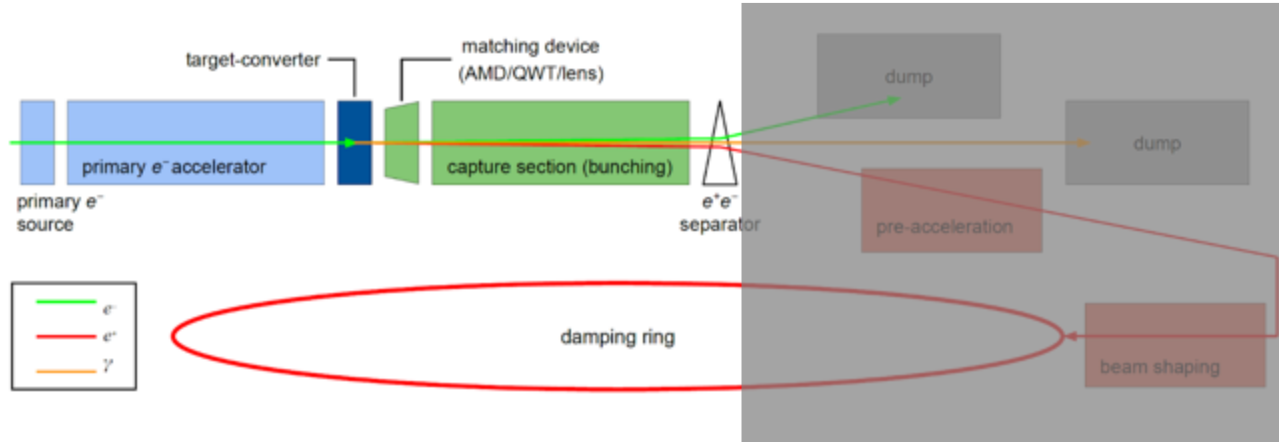 matching device
target-converter
(AMD/QWT/lens)
dump
dump
primary e⁻ accelerator
capture section (bunching)
primary e⁻
source
e⁺e⁻
separator
pre-acceleration
e⁻
e⁺
γ
damping ring
beam shaping